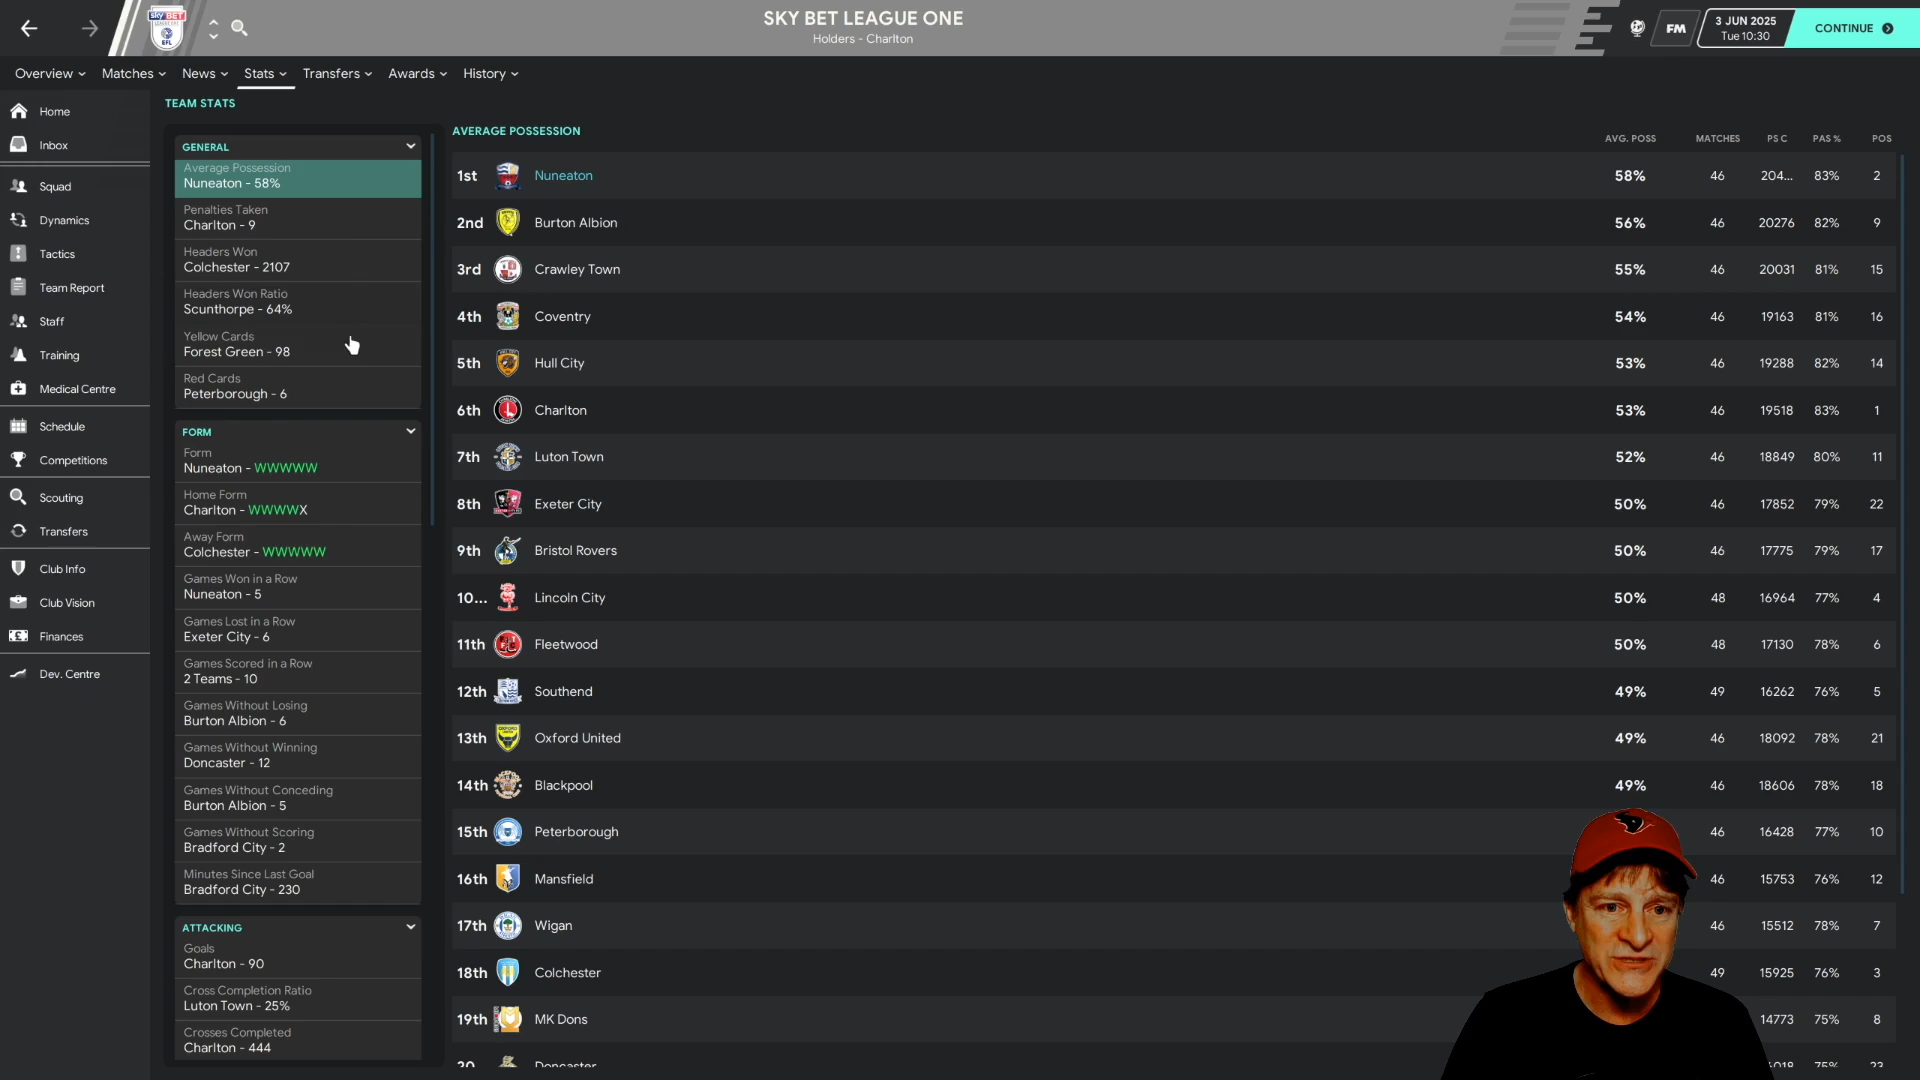 SKY BET LEAGUE ONE
Holders - Charlton
FM
3 JUN 2025
Tue 10:30
CONTINUE
Overview
Matches
News
Stats
Transfers
Awards
History
Home
Inbox
Squad
Dynamics
Tactics
Team Report
Staff
Training
Medical Centre
Schedule
Competitions
Scouting
Transfers
Club Info
Club Vision
Finances
Dev. Centre
TEAM STATS
GENERAL
Average Possession
Nuneaton - 58%
Penalties Taken
Charlton - 9
Headers Won
Colchester - 2107
Headers Won Ratio
Scunthorpe - 64%
Yellow Cards
Forest Green - 98
Red Cards
Peterborough - 6
FORM
Form
Nuneaton - WWWWW
Home Form
Charlton - WWWWX
Away Form
Colchester - WWWWW
Games Won in a Row
Nuneaton - 5
Games Lost in a Row
Exeter City - 6
Games Scored in a Row
2 Teams - 10
Games Without Losing
Burton Albion - 6
Games Without Winning
Doncaster - 12
Games Without Conceding
Burton Albion - 5
Games Without Scoring
Bradford City - 2
Minutes Since Last Goal
Bradford City - 230
ATTACKING
Goals
Charlton - 90
Cross Completion Ratio
Luton Town - 25%
Crosses Completed
Charlton - 444
AVERAGE POSSESSION
AVG. POSS MATCHES PS C PAS % POS
1st Nuneaton 58% 46 204... 83% 2
2nd Burton Albion 56% 46 20276 82% 9
3rd Crawley Town 55% 46 20031 81% 15
4th Coventry 54% 46 19163 81% 16
5th Hull City 53% 46 19288 82% 14
6th Charlton 53% 46 19518 83% 1
7th Luton Town 52% 46 18849 80% 11
8th Exeter City 50% 46 17852 79% 22
9th Bristol Rovers 50% 46 17775 79% 17
10... Lincoln City 50% 48 16964 77% 4
11th Fleetwood 50% 48 17130 78% 6
12th Southend 49% 49 16262 76% 5
13th Oxford United 49% 46 18092 78% 21
14th Blackpool 49% 46 18606 78% 18
15th Peterborough 46 16428 77% 10
16th Mansfield 46 15753 76% 12
17th Wigan 46 15512 78% 7
18th Colchester 49 15925 76% 3
19th MK Dons 14773 75% 8
20 Doncaster 75% 23